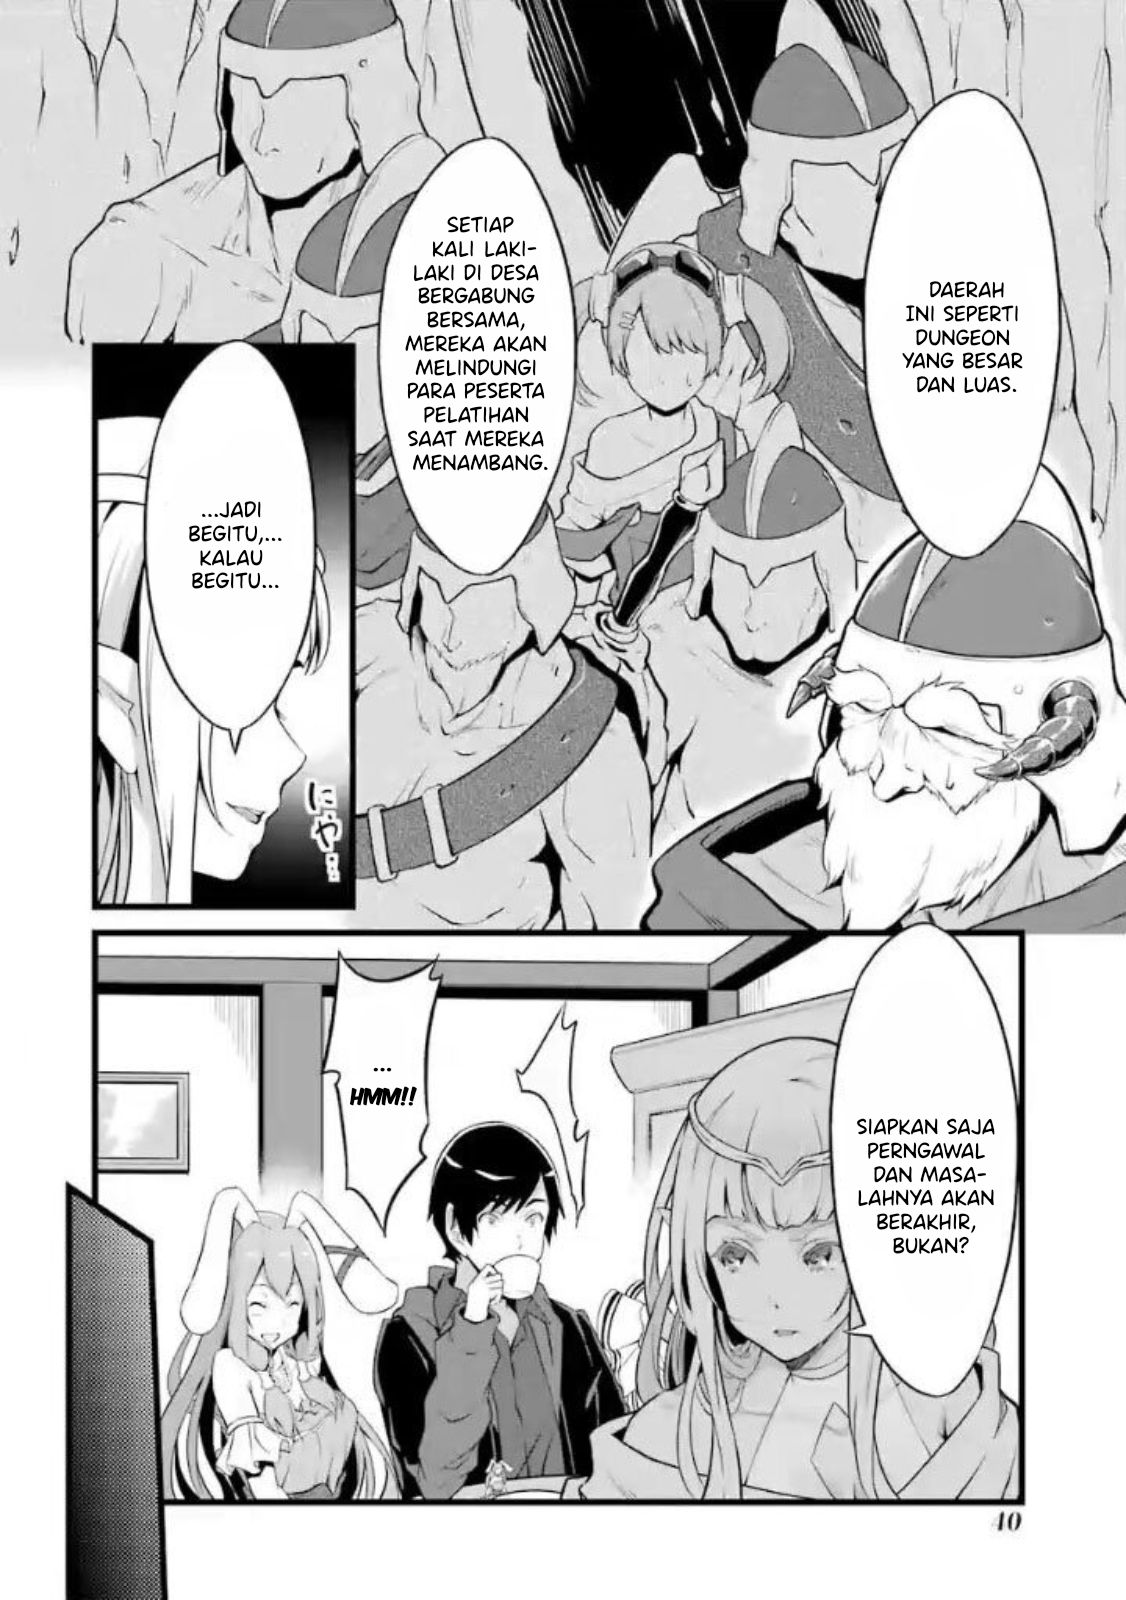 DAERAH
INI SEPERTI
DUNGEON
YANG BESAR
DAN LUAS.
SETIAP
KALI LAKI-
LAKI DI DESA
BERGABUNG
BERSAMA,
MEREKA AKAN
MELINDUNGI
PARA PESERTA
PELATIHAN
SAAT MEREKA
MENAMBANG.
...JADI
BEGITU,...
KALAU
BEGITU...
にや…
SIAPKAN SAJA
PERNGAWAL
DAN MASA-
LAHNYA AKAN
BERAKHIR,
BUKAN?
...
HMM!!
40